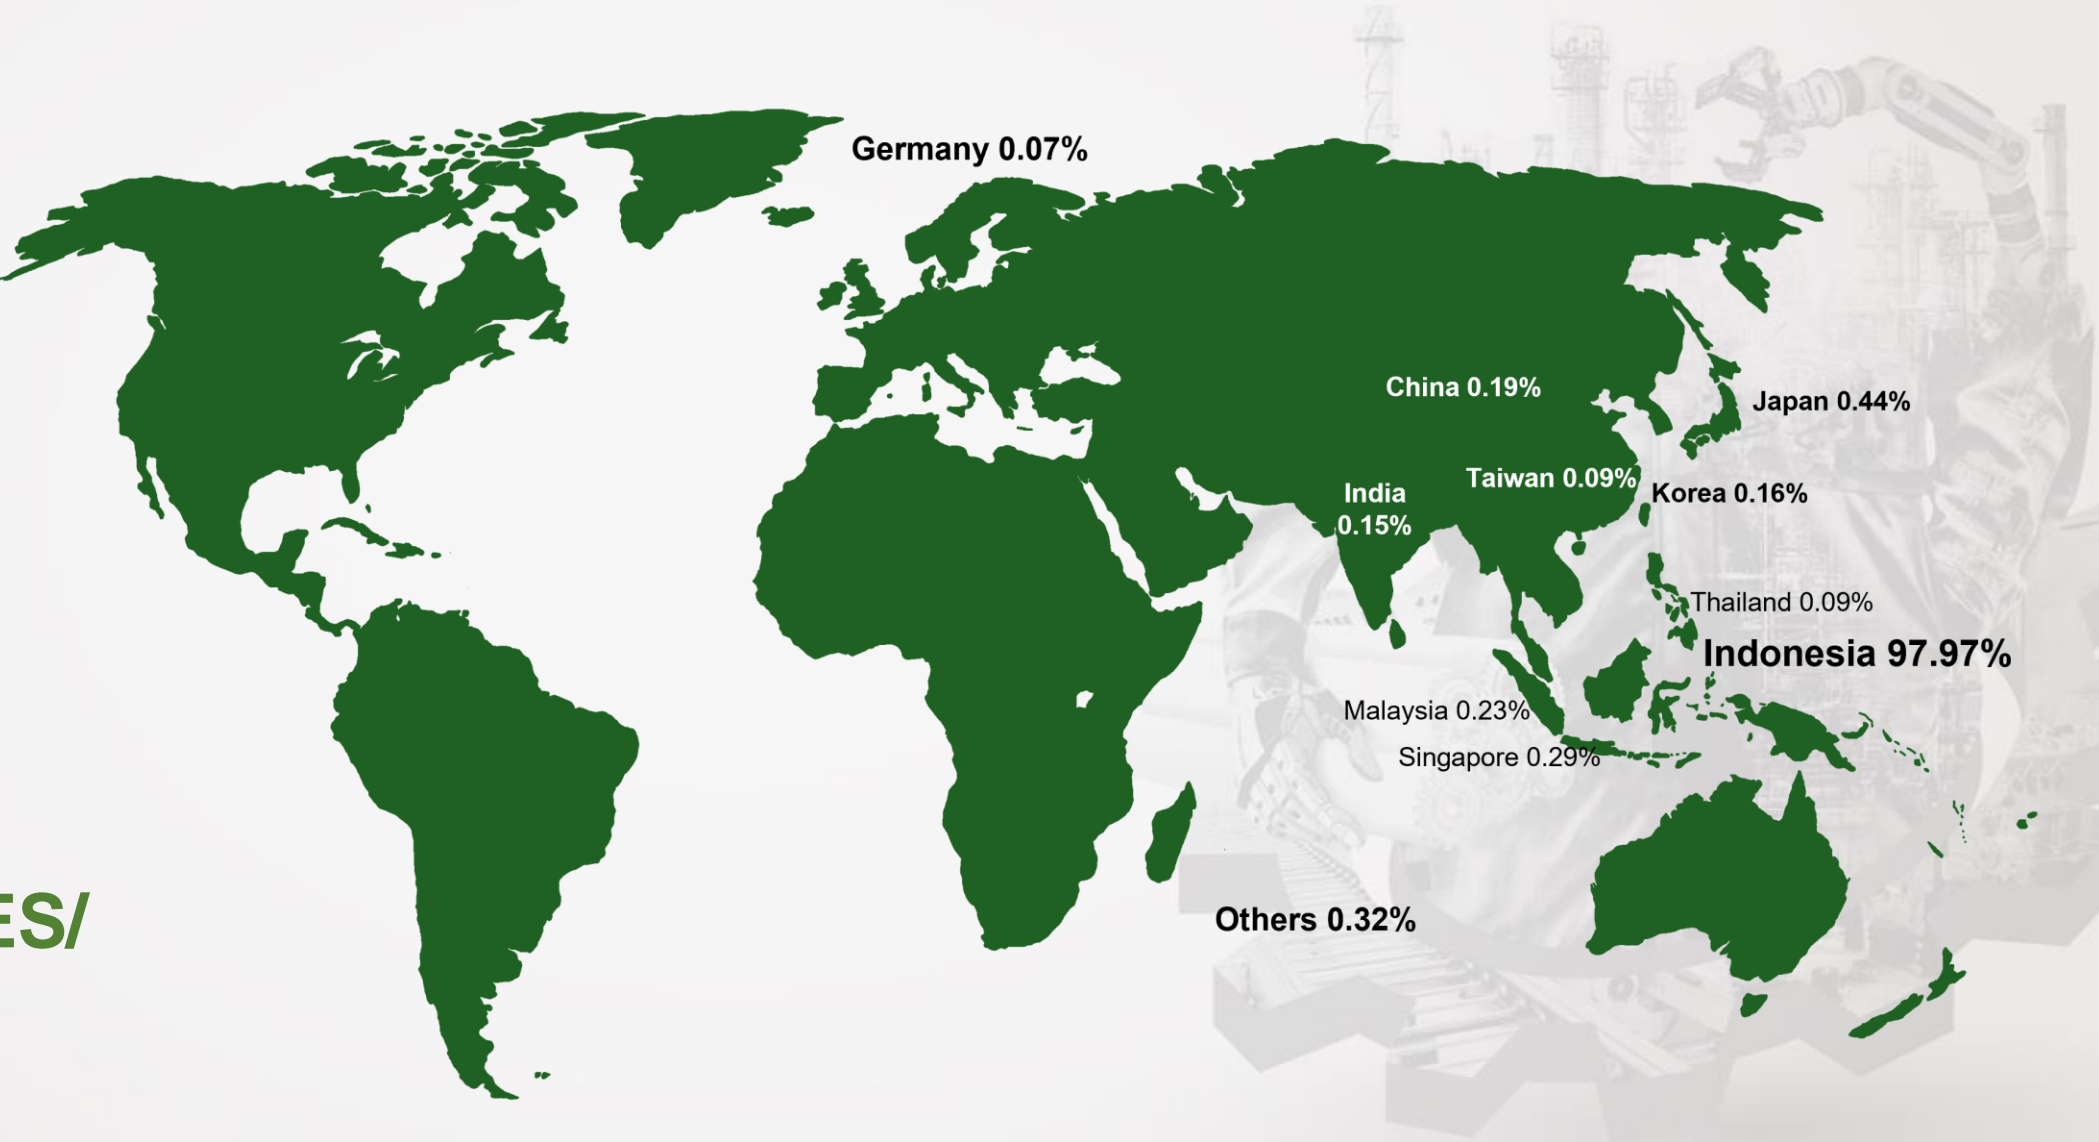 Germany 0.07%
China 0.19%
Japan 0.44%
Taiwan 0.09%
India
0.15%
Korea 0.16%
Thailand 0.09%
Indonesia 97.97%
Malaysia 0.23%
Singapore 0.29%
Others 0.32%
ES/